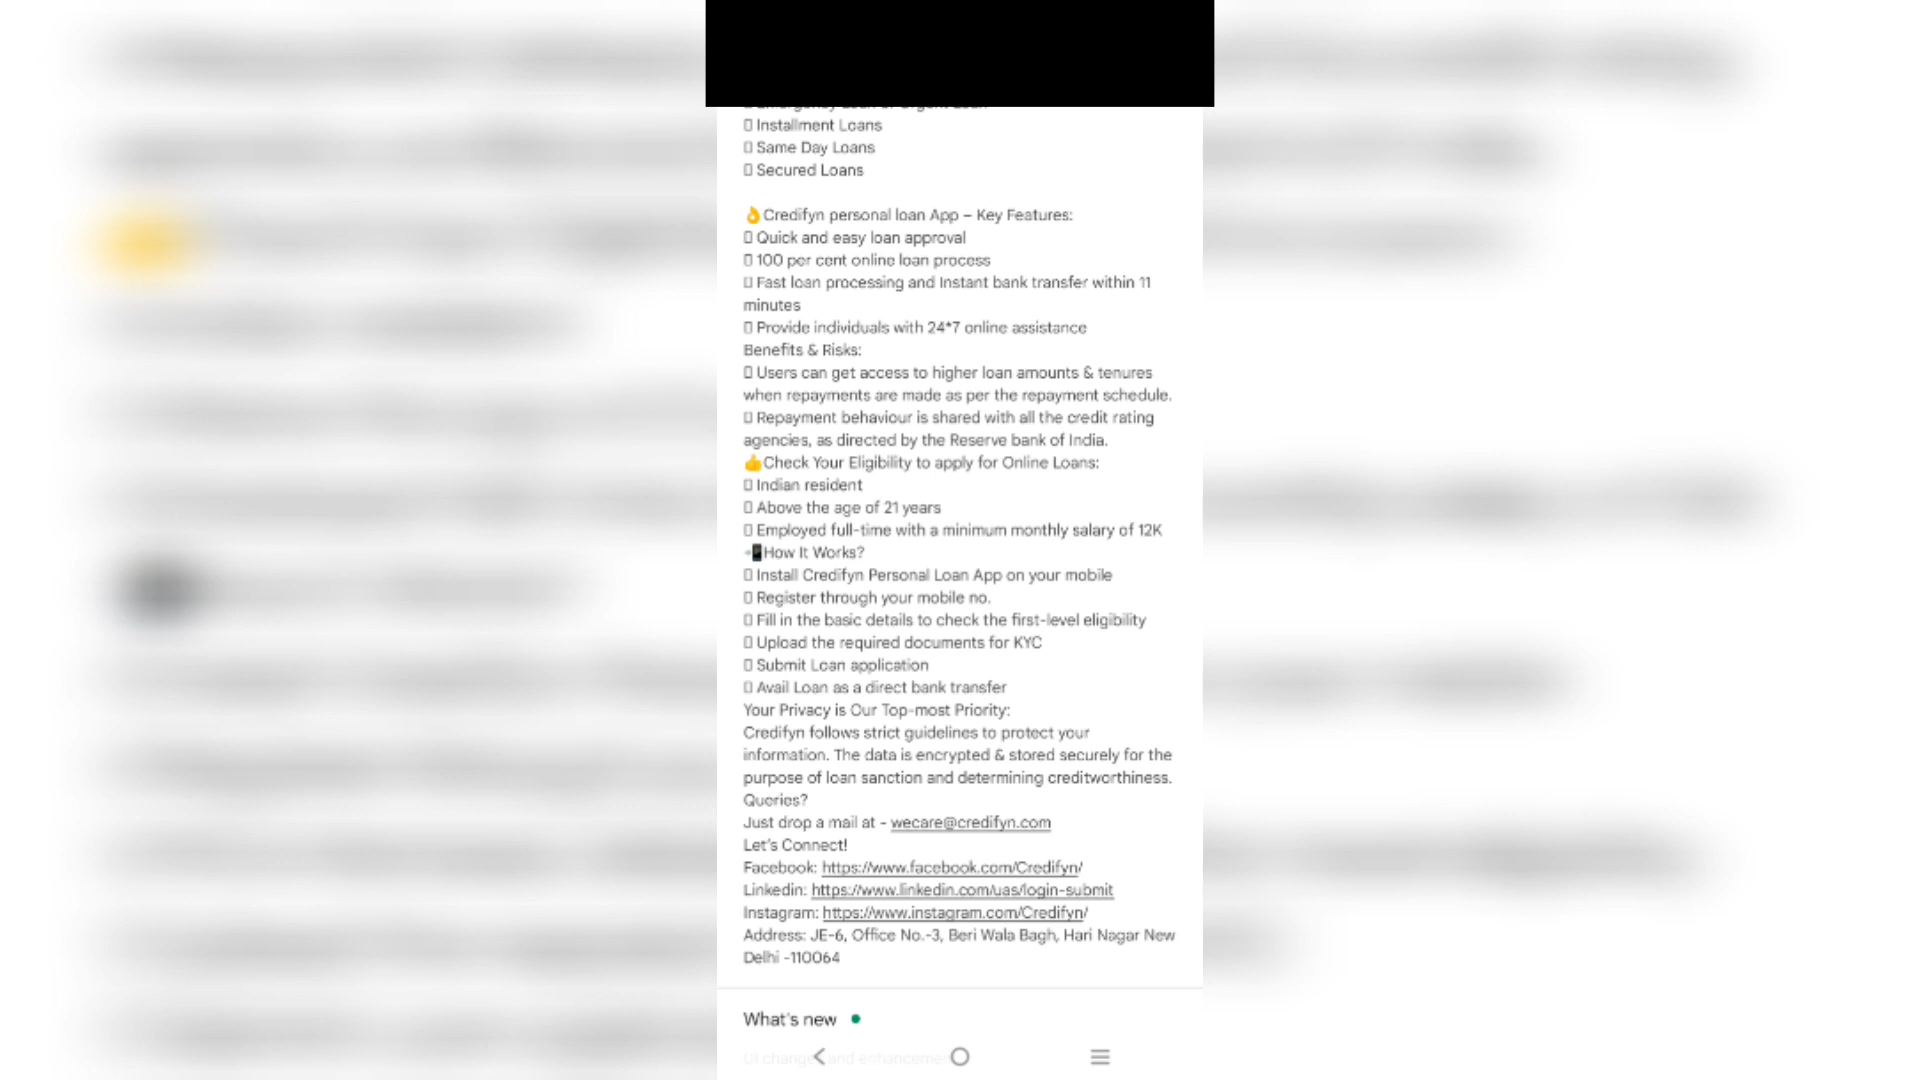 Installment Loans
Same Day Loans
Secured Loans
👌Credifyn personal loan App – Key Features:
Quick and easy loan approval
100 per cent online loan process
Fast loan processing and Instant bank transfer within 11
minutes
Provide individuals with 24*7 online assistance
Benefits & Risks:
Users can get access to higher loan amounts & tenures
when repayments are made as per the repayment schedule.
Repayment behaviour is shared with all the credit rating
agencies, as directed by the Reserve bank of India.
👍Check Your Eligibility to apply for Online Loans:
Indian resident
Above the age of 21 years
Employed full-time with a minimum monthly salary of 12K
📲How It Works?
Install Credifyn Personal Loan App on your mobile
Register through your mobile no.
Fill in the basic details to check the first-level eligibility
Upload the required documents for KYC
Submit Loan application
Avail Loan as a direct bank transfer
Your Privacy is Our Top-most Priority:
Credifyn follows strict guidelines to protect your
information. The data is encrypted & stored securely for the
purpose of loan sanction and determining creditworthiness.
Queries?
Just drop a mail at - wecare@credifyn.com
Let's Connect!
Facebook: https://www.facebook.com/Credifyn/
Linkedin: https://www.linkedin.com/uas/login-submit
Instagram: https://www.instagram.com/Credifyn/
Address: JE-6, Office No.-3, Beri Wala Bagh, Hari Nagar New
Delhi -110064
What's new
UI change and